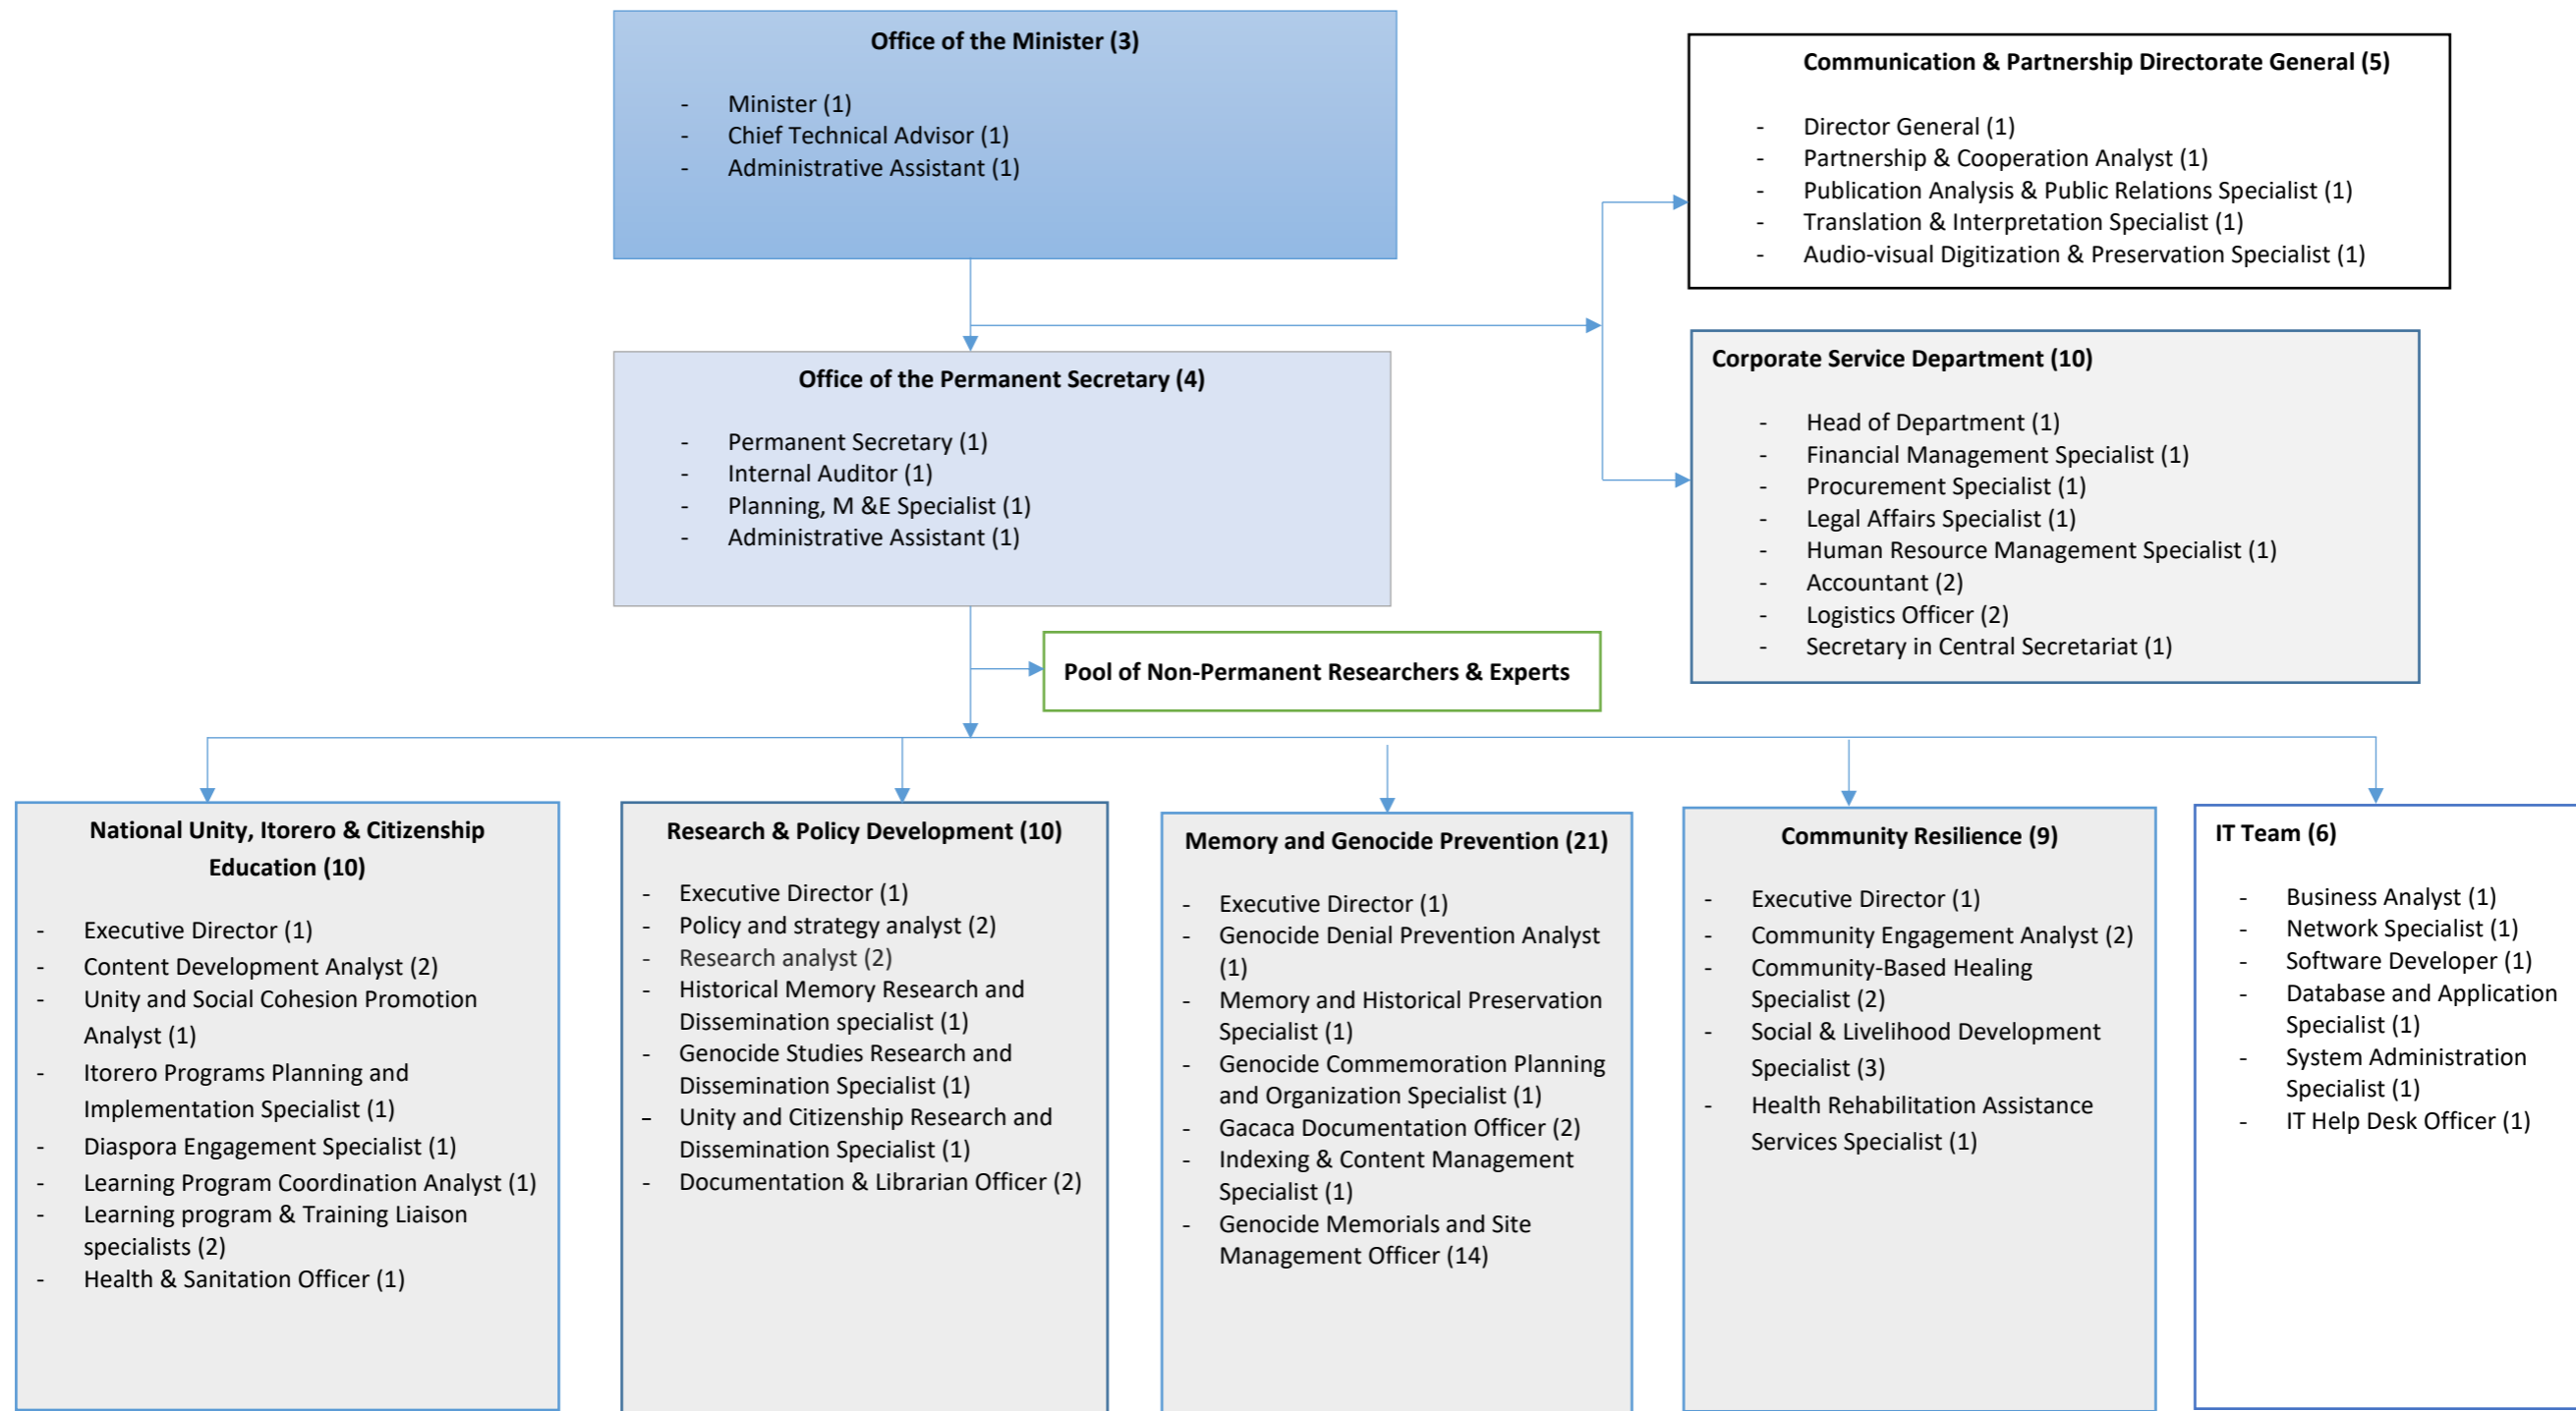 Office of the Minister (3)
- Minister (1)
- Chief Technical Advisor (1)
- Administrative Assistant (1)
Communication & Partnership Directorate General (5)
- Director General (1)
- Partnership & Cooperation Analyst (1)
- Publication Analysis & Public Relations Specialist (1)
- Translation & Interpretation Specialist (1)
- Audio-visual Digitization & Preservation Specialist (1)
Office of the Permanent Secretary (4)
- Permanent Secretary (1)
- Internal Auditor (1)
- Planning, M &E Specialist (1)
- Administrative Assistant (1)
Corporate Service Department (10)
- Head of Department (1)
- Financial Management Specialist (1)
- Procurement Specialist (1)
- Legal Affairs Specialist (1)
- Human Resource Management Specialist (1)
- Accountant (2)
- Logistics Officer (2)
- Secretary in Central Secretariat (1)
Pool of Non-Permanent Researchers & Experts
National Unity, Itorero & Citizenship
Education (10)
- Executive Director (1)
- Content Development Analyst (2)
- Unity and Social Cohesion Promotion
Analyst (1)
- Itorero Programs Planning and
Implementation Specialist (1)
- Diaspora Engagement Specialist (1)
- Learning Program Coordination Analyst (1)
- Learning program & Training Liaison
specialists (2)
- Health & Sanitation Officer (1)
Research & Policy Development (10)
- Executive Director (1)
- Policy and strategy analyst (2)
- Research analyst (2)
- Historical Memory Research and
Dissemination specialist (1)
- Genocide Studies Research and
Dissemination Specialist (1)
- Unity and Citizenship Research and
Dissemination Specialist (1)
- Documentation & Librarian Officer (2)
Memory and Genocide Prevention (21)
- Executive Director (1)
- Genocide Denial Prevention Analyst
(1)
- Memory and Historical Preservation
Specialist (1)
- Genocide Commemoration Planning
and Organization Specialist (1)
- Gacaca Documentation Officer (2)
- Indexing & Content Management
Specialist (1)
- Genocide Memorials and Site
Management Officer (14)
Community Resilience (9)
- Executive Director (1)
- Community Engagement Analyst (2)
- Community-Based Healing
Specialist (2)
- Social & Livelihood Development
Specialist (3)
- Health Rehabilitation Assistance
Services Specialist (1)
IT Team (6)
- Business Analyst (1)
- Network Specialist (1)
- Software Developer (1)
- Database and Application
Specialist (1)
- System Administration
Specialist (1)
- IT Help Desk Officer (1)